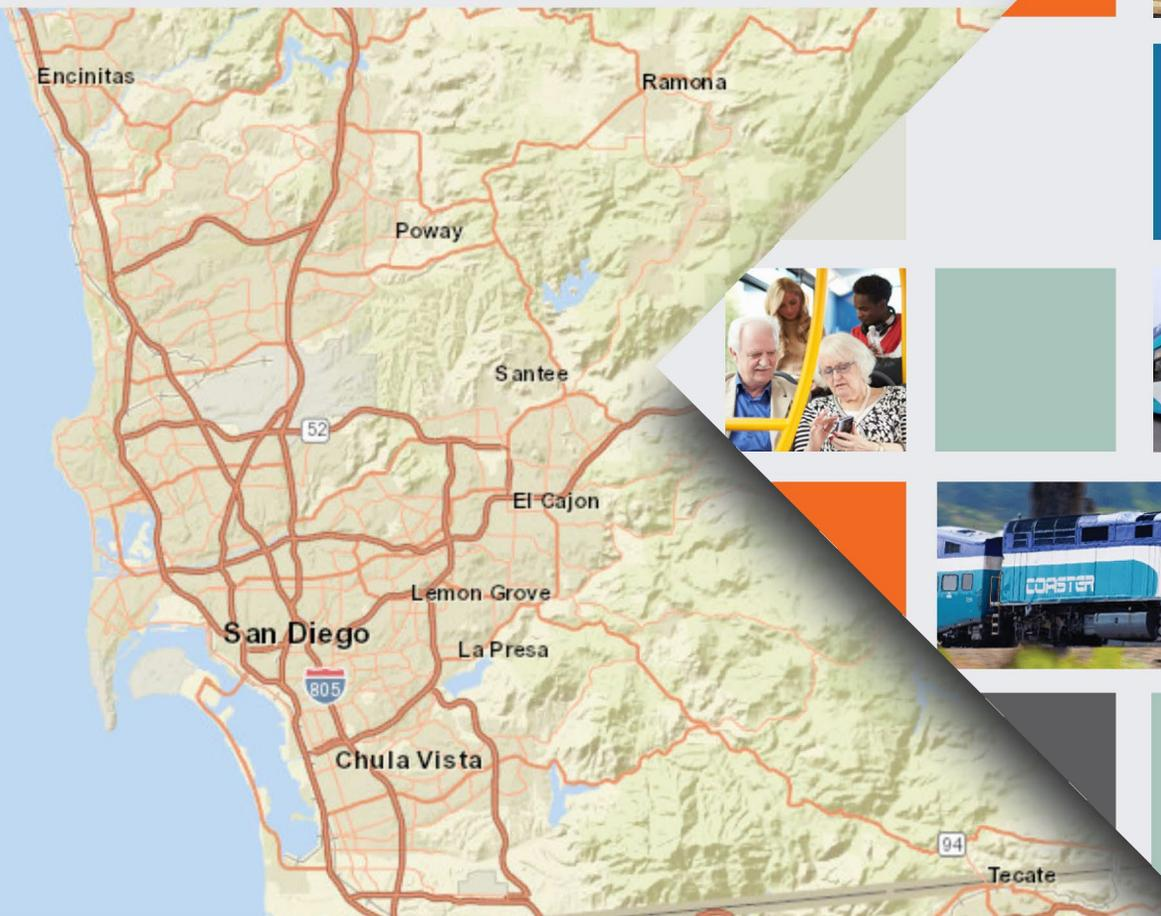 Encinitas
Ramona
Poway
Santee
52
El Cajon
COASTER
Lemon Grove
San Diego
La Presa
805
Chula Vista
94
Tecate